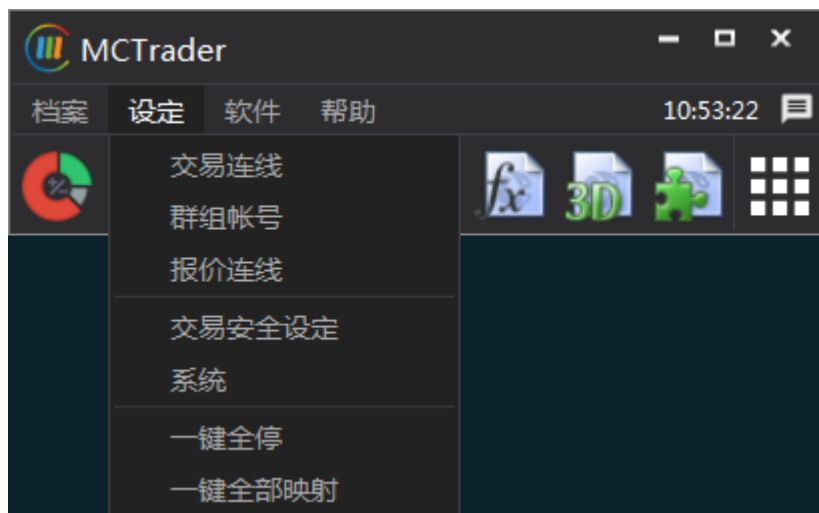 MCTrader
档案 设定 软件 帮助 10:53:22
交易连线
fx 3D
群组帐号
报价连线
交易安全设定
系统
一键全停
一键全部映射